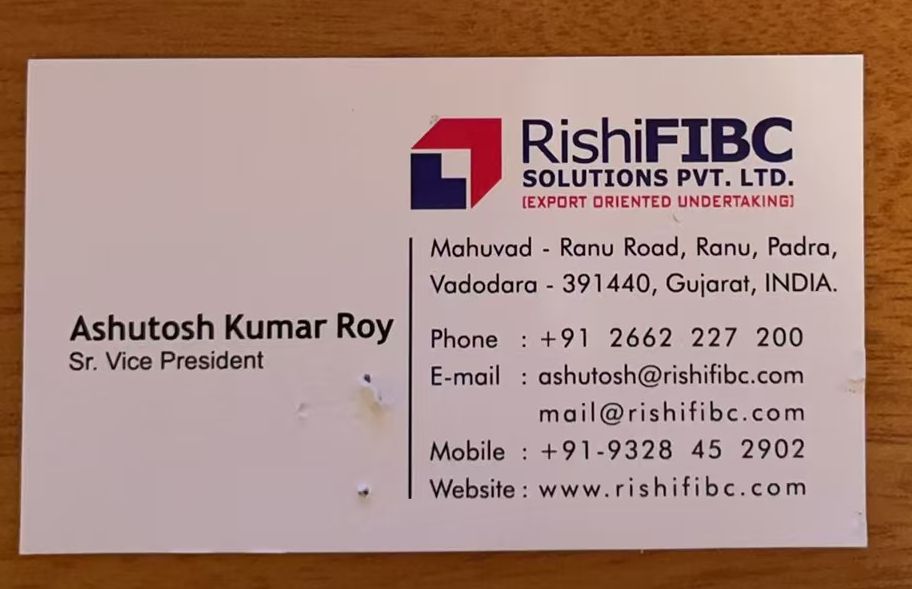 RishiFIBC
SOLUTIONS PVT. LTD.
[EXPORT ORIENTED UNDERTAKING]
Mahuvad - Ranu Road, Ranu, Padra,
Vadodara - 391440, Gujarat, INDIA.
Ashutosh Kumar Roy
Sr. Vice President
Phone : +91 2662 227 200
E-mail : ashutosh@rishifibc.com
mail@rishifibc.com
Mobile : +91-9328 45 2902
Website : www.rishifibc.com